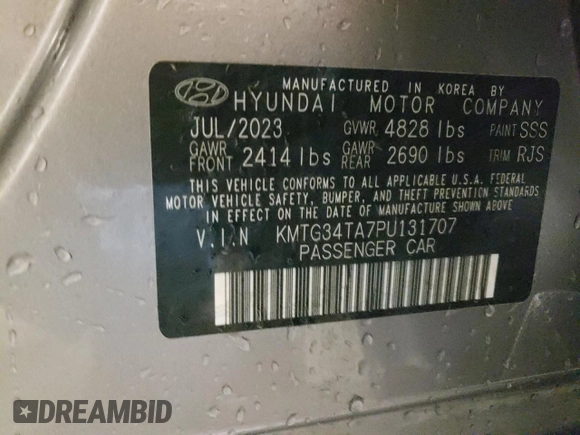 MANUFACTURED IN KOREA BY
HYUNDAI MOTOR COMPANY
JUL/2023 GVWR 4828 lbs PAINT SSS
GAWR FRONT 2414 lbs GAWR REAR 2690 lbs TRIM RJS
THIS VEHICLE CONFORMS TO ALL APPLICABLE U.S.A. FEDERAL
MOTOR VEHICLE SAFETY, BUMPER, AND THEFT PREVENTION STANDARDS
IN EFFECT ON THE DATE OF MANUFACTURE SHOWN ABOVE
V.I.N KMTG34TA7PU131707
PASSENGER CAR
DREAMBID